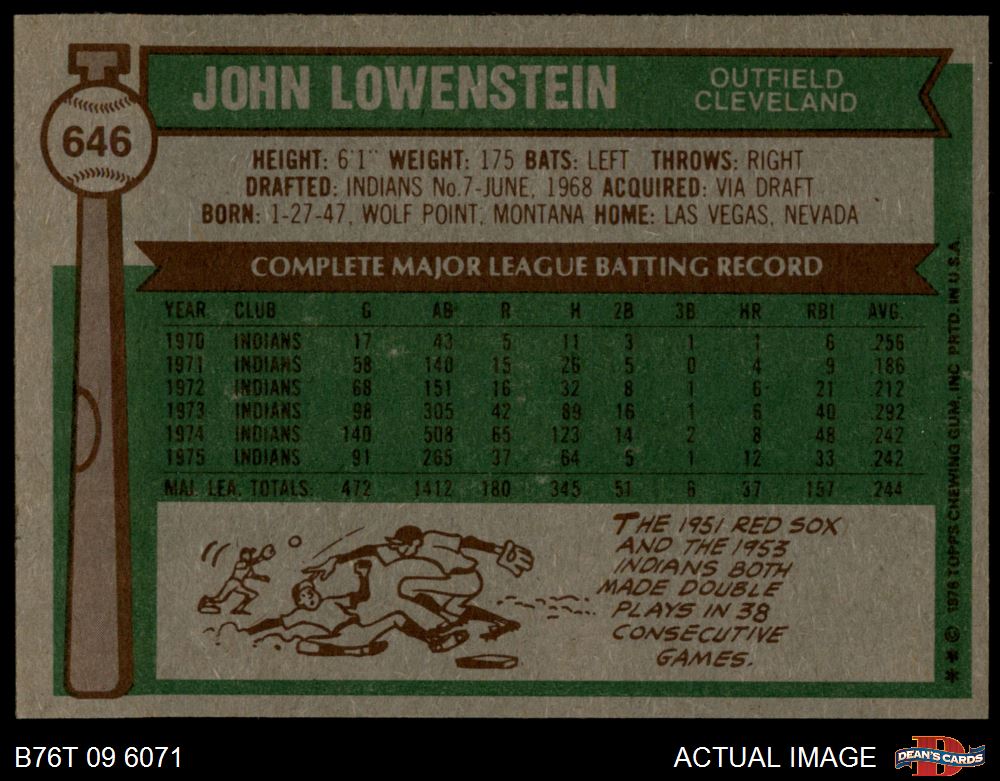 646
JOHN LOWENSTEIN
OUTFIELD
CLEVELAND
HEIGHT: 6'1" WEIGHT: 175 BATS: LEFT THROWS: RIGHT
DRAFTED: INDIANS No.7-JUNE, 1968 ACQUIRED: VIA DRAFT
BORN: 1-27-47, WOLF POINT, MONTANA HOME: LAS VEGAS, NEVADA
COMPLETE MAJOR LEAGUE BATTING RECORD
YEAR CLUB G AB R H 2B 3B HR RBI AVG.
1970 INDIANS 17 43 5 11 3 1 1 6 .256
1971 INDIANS 58 140 15 26 5 0 4 9 .186
1972 INDIANS 68 151 16 32 8 1 6 21 .212
1973 INDIANS 98 305 42 89 16 1 6 40 .292
1974 INDIANS 140 508 65 123 14 2 8 48 .242
1975 INDIANS 91 265 37 64 5 1 12 33 .242
MAJ. LEA. TOTALS: 472 1412 180 345 51 6 37 157 .244
THE 1951 RED SOX
AND THE 1953
INDIANS BOTH
MADE DOUBLE
PLAYS IN 38
CONSECUTIVE
GAMES.
** © 1976 TOPPS CHEWING GUM, INC. PRTD. IN U.S.A.
B76T 09 6071
ACTUAL IMAGE
D
DEAN'S CARDS